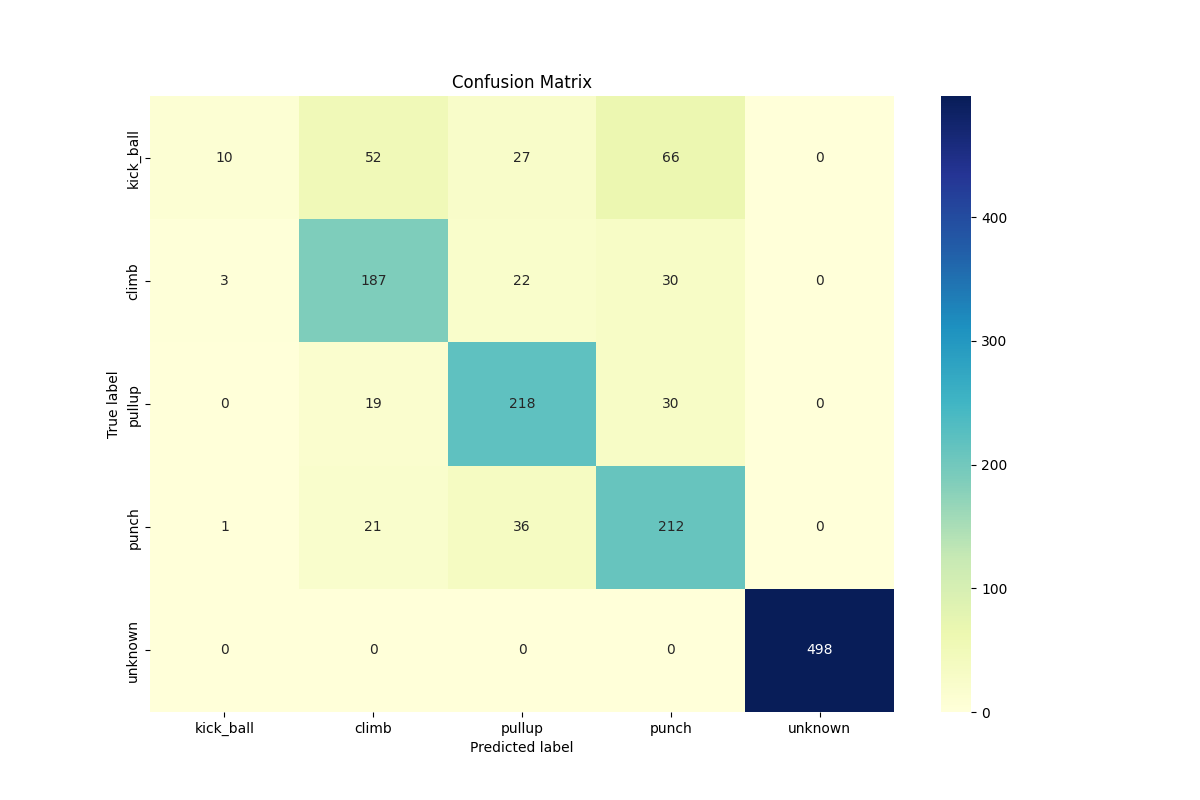 Confusion Matrix
True label
kick_ball
10 52 27 66 0
climb
3 187 22 30 0
pullup
0 19 218 30 0
punch
1 21 36 212 0
unknown
0 0 0 0 498
kick_ball climb pullup punch unknown
Predicted label
400
300
200
100
0